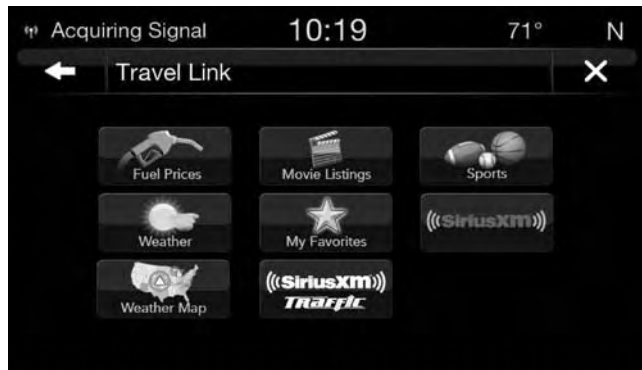 Acquiring Signal 10:19 71° N
Travel Link
Fuel Prices Movie Listings Sports
Weather My Favorites ((SiriusXM))
Weather Map ((SiriusXM))
Traffic